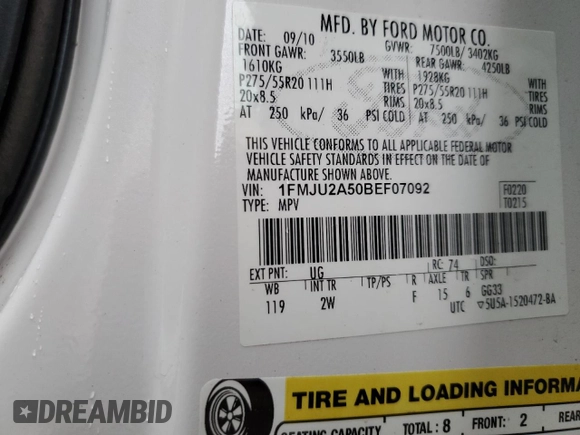 MFD. BY FORD MOTOR CO.
DATE: 09/10 GVWR: 7500LB/ 3402KG
FRONT GAWR: 3550LB REAR GAWR: 4250LB
1610KG 1928KG
P275/55R20 111H TIRES P275/55R20 111H TIRES
20x8.5 RIMS 20x8.5 RIMS
AT 250 kPa/ 36 PSI COLD AT 250 kPa/ 36 PSI COLD
THIS VEHICLE CONFORMS TO ALL APPLICABLE FEDERAL MOTOR
VEHICLE SAFETY STANDARDS IN EFFECT ON THE DATE OF
MANUFACTURE SHOWN ABOVE.
VIN: 1FMJU2A50BEF07092 F0220
TYPE: MPV T0215
EXT PNT: UG RC: 74 DSO:
WB INT TR TP/PS R AXLE TR SPR
119 2W F 15 6 GG33
UTC ▽5U5A-1520472-BA
TIRE AND LOADING INFORMA
SEATING CAPACITY TOTAL: 8 FRONT: 2 REAR
DREAMBID